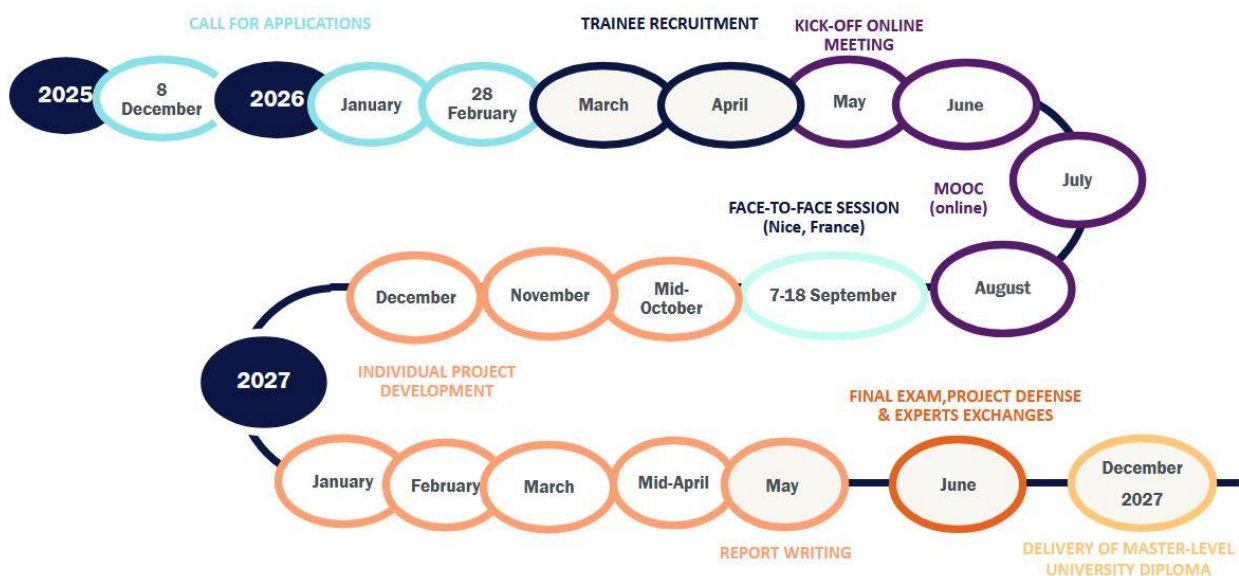 CALL FOR APPLICATIONS
TRAINEE RECRUITMENT
KICK-OFF ONLINE
MEETING
2025
8
December
2026
January
28
February
March
April
May
June
July
MOOC
(online)
FACE-TO-FACE SESSION
(Nice, France)
August
7-18 September
Mid-
October
November
December
INDIVIDUAL PROJECT
DEVELOPMENT
2027
January
February
March
Mid-April
May
REPORT WRITING
FINAL EXAM,PROJECT DEFENSE
& EXPERTS EXCHANGES
June
December
2027
DELIVERY OF MASTER-LEVEL
UNIVERSITY DIPLOMA